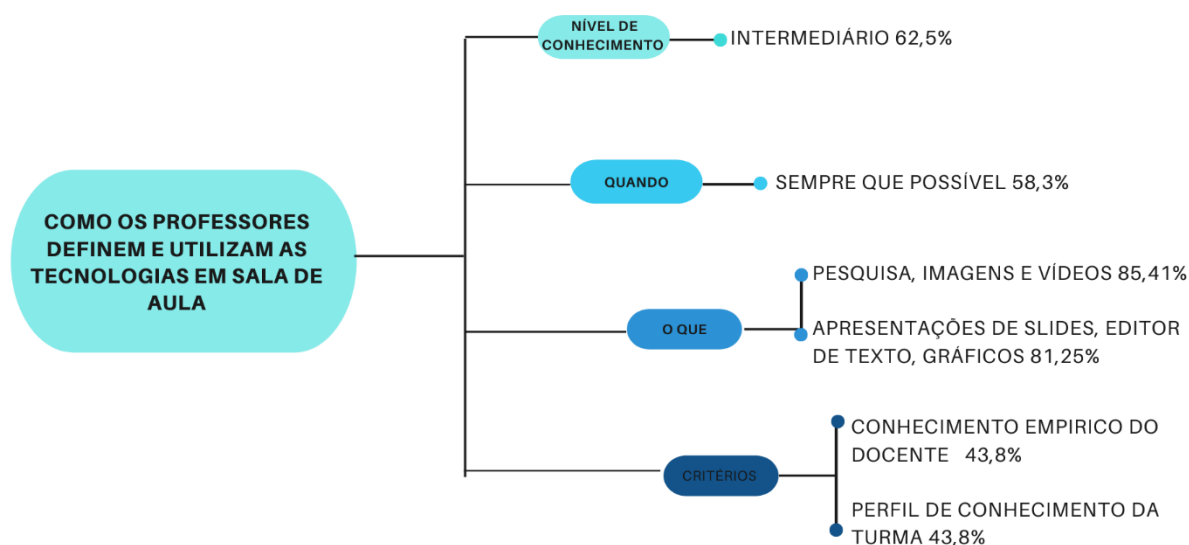 NÍVEL DE
CONHECIMENTO
INTERMEDIÁRIO 62,5%
QUANDO
SEMPRE QUE POSSÍVEL 58,3%
COMO OS PROFESSORES
DEFINEM E UTILIZAM AS
TECNOLOGIAS EM SALA DE
AULA
O QUE
PESQUISA, IMAGENS E VÍDEOS 85,41%
APRESENTAÇÕES DE SLIDES, EDITOR
DE TEXTO, GRÁFICOS 81,25%
CRITÉRIOS
CONHECIMENTO EMPIRICO DO
DOCENTE 43,8%
PERFIL DE CONHECIMENTO DA
TURMA 43,8%